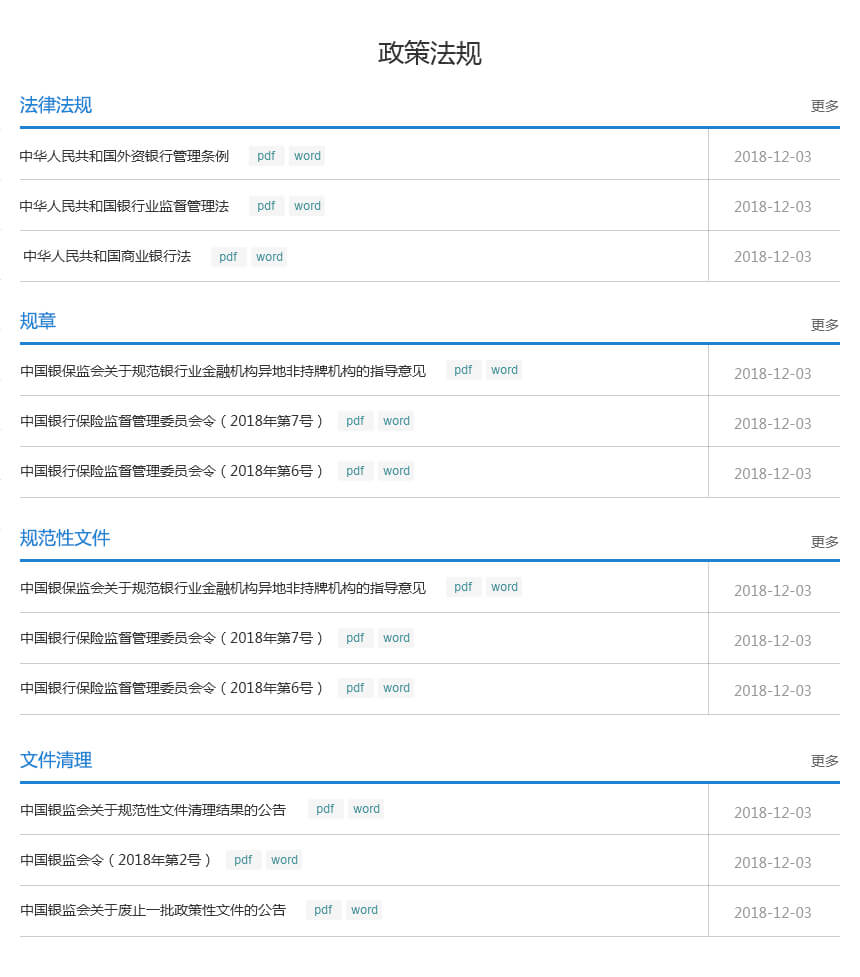 政策法规
法律法规 更多
中华人民共和国外资银行管理条例 pdf word 2018-12-03
中华人民共和国银行业监督管理法 pdf word 2018-12-03
中华人民共和国商业银行法 pdf word 2018-12-03
规章 更多
中国银保监会关于规范银行业金融机构异地非持牌机构的指导意见 pdf word 2018-12-03
中国银行保险监督管理委员会令（2018年第7号） pdf word 2018-12-03
中国银行保险监督管理委员会令（2018年第6号） pdf word 2018-12-03
规范性文件 更多
中国银保监会关于规范银行业金融机构异地非持牌机构的指导意见 pdf word 2018-12-03
中国银行保险监督管理委员会令（2018年第7号） pdf word 2018-12-03
中国银行保险监督管理委员会令（2018年第6号） pdf word 2018-12-03
文件清理 更多
中国银监会关于规范性文件清理结果的公告 pdf word 2018-12-03
中国银监会令（2018年第2号） pdf word 2018-12-03
中国银监会关于废止一批政策性文件的公告 pdf word 2018-12-03